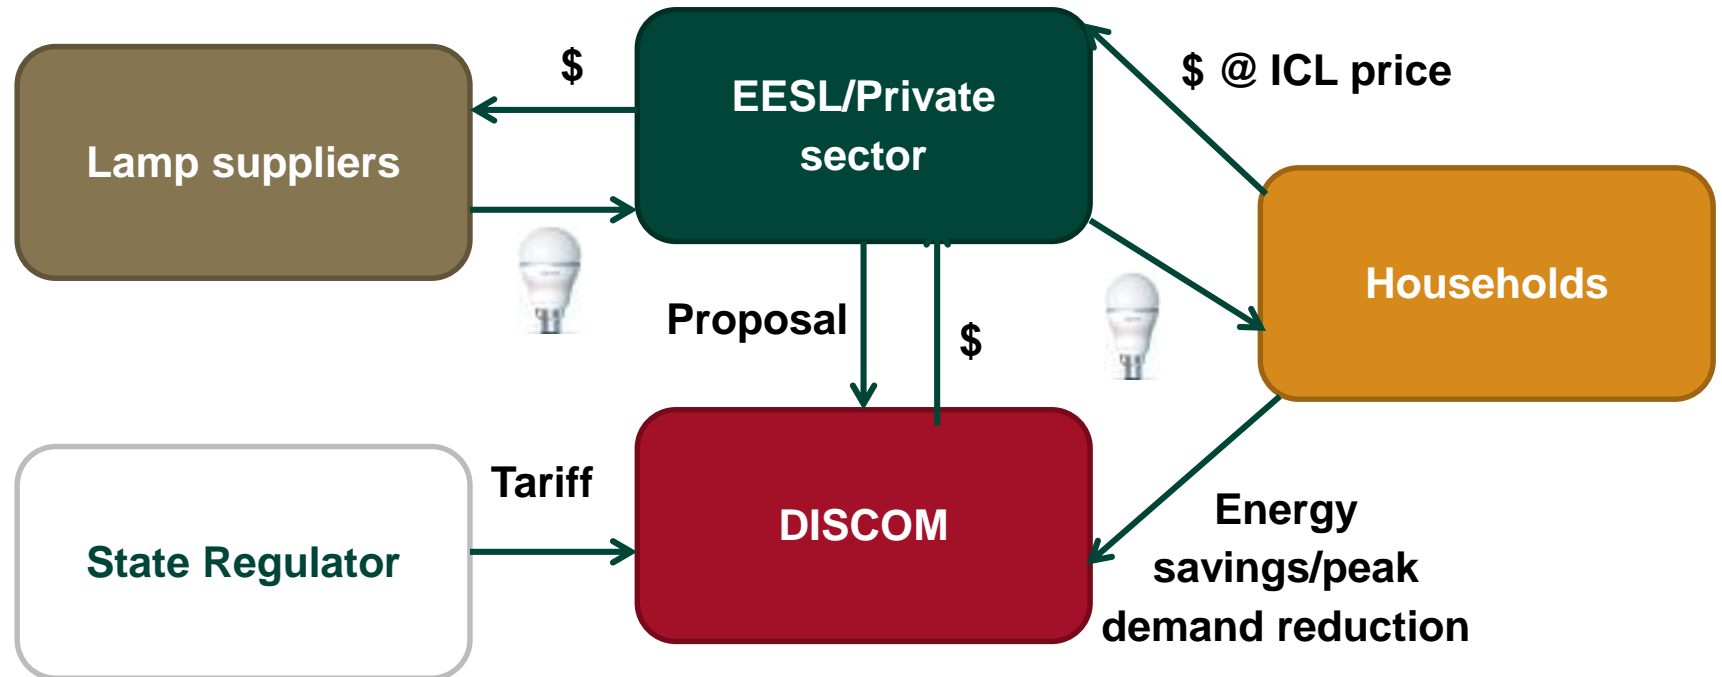 $
EESL/Private
sector
$ @ ICL price
Lamp suppliers
Households
Proposal
$
Tariff
State Regulator
DISCOM
Energy
savings/peak
demand reduction